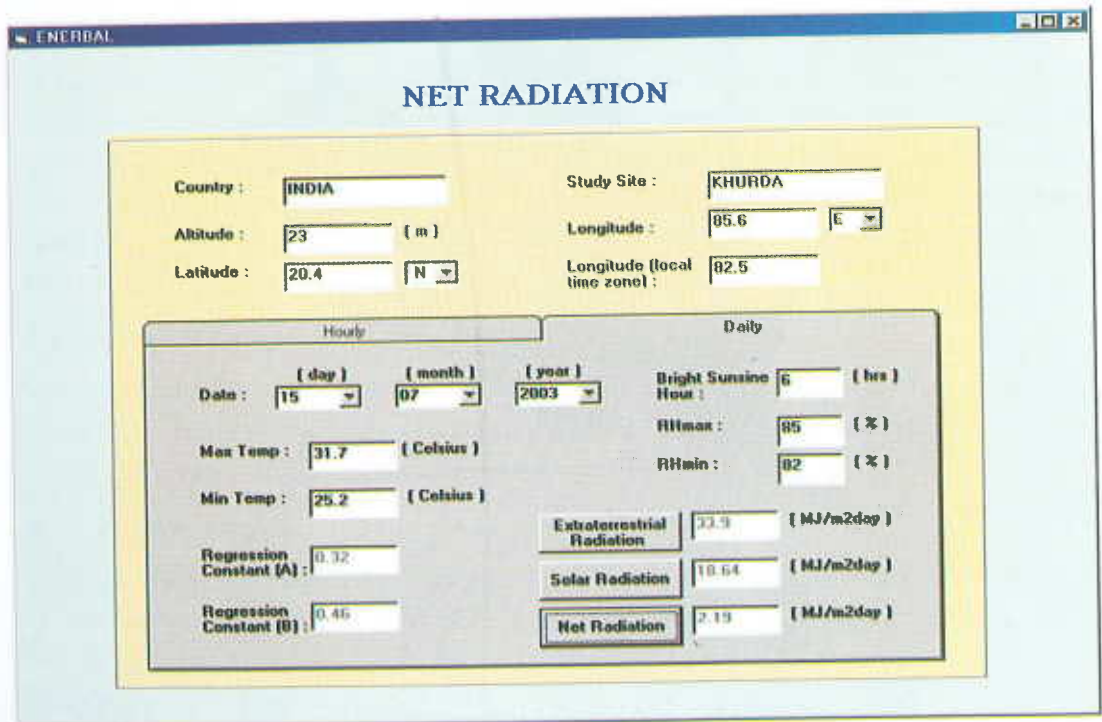 ENERBAL
NET RADIATION
Country : INDIA Study Site : KHURDA
Altitude : 23 ( m ) Longitude : 85.6 E
Latitude : 20.4 N Longitude (local time zone) : 82.5
Hourly Daily
( day ) ( month ) ( year )
Date : 15 07 2003
Bright Sunsine Hour : 6 ( hrs )
RHmax : 85 ( % )
Max Temp : 31.7 ( Celsius )
RHmin : 82 ( % )
Min Temp : 25.2 ( Celsius )
Extraterrestrial Radiation 33.9 ( MJ/m2day )
Regression Constant (A) : 0.32
Solar Radiation 18.64 ( MJ/m2day )
Regression Constant (B) : 0.46
Net Radiation 2.19 ( MJ/m2day )